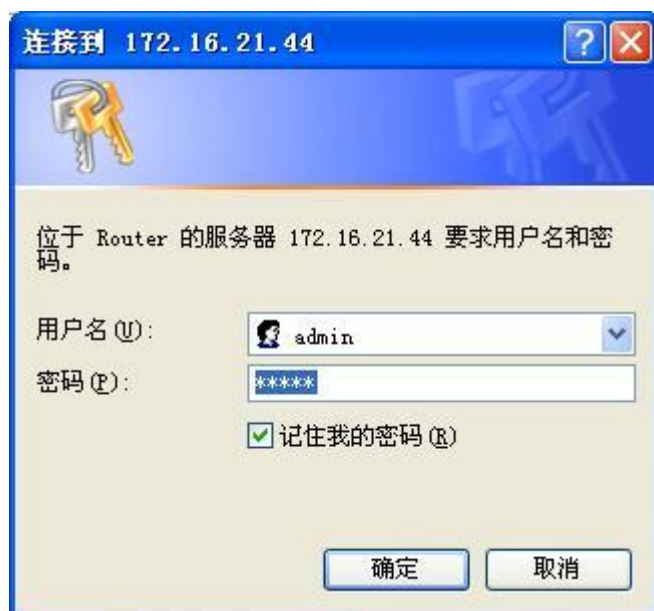 连接到 172.16.21.44
位于 Router 的服务器 172.16.21.44 要求用户名和密
码。
用户名(U):
admin
密码(P):
*****
记住我的密码(R)
确定
取消